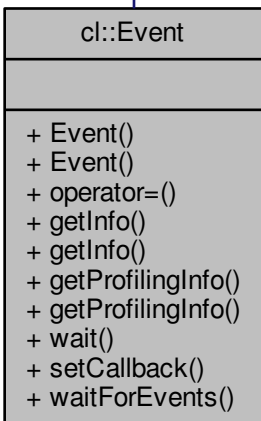 cl::Event
+ Event()
+ Event()
+ operator=()
+ getInfo()
+ getInfo()
+ getProfilingInfo()
+ getProfilingInfo()
+ wait()
+ setCallback()
+ waitForEvents()